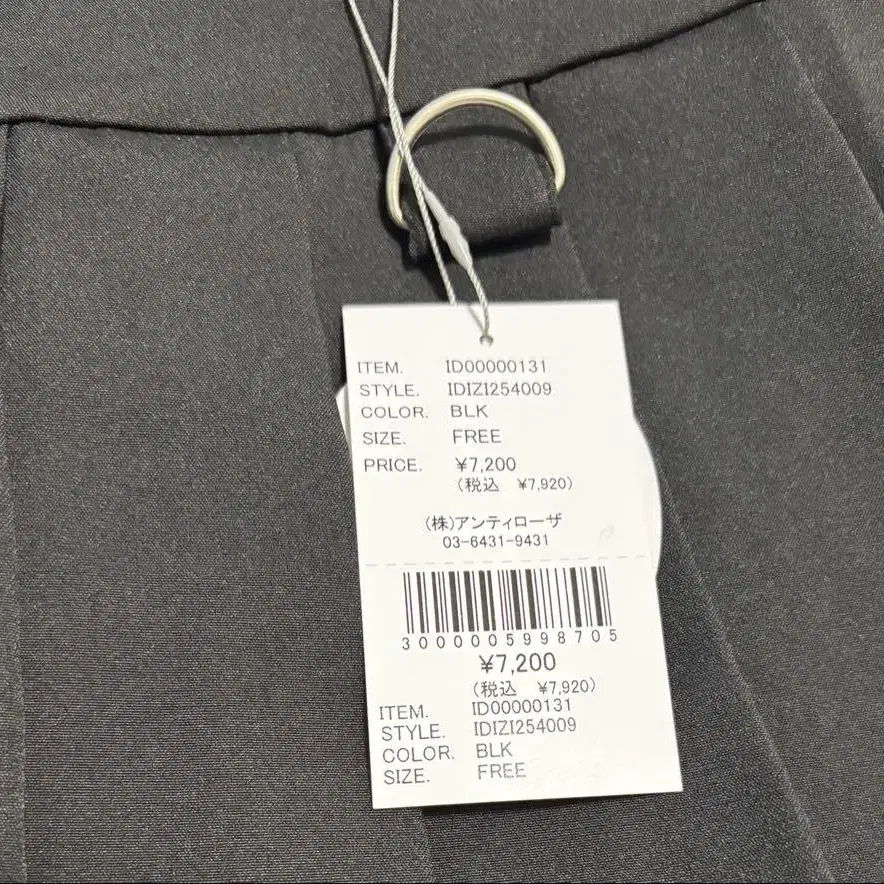 ITEM. ID00000131
STYLE. IDIZI254009
COLOR. BLK
SIZE. FREE
PRICE. ¥7,200
(税込 ¥7,920)
(株)アンティローザ
03-6431-9431
3000005998705
¥7,200
(税込 ¥7,920)
ITEM. ID00000131
STYLE. IDIZI254009
COLOR. BLK
SIZE. FREE